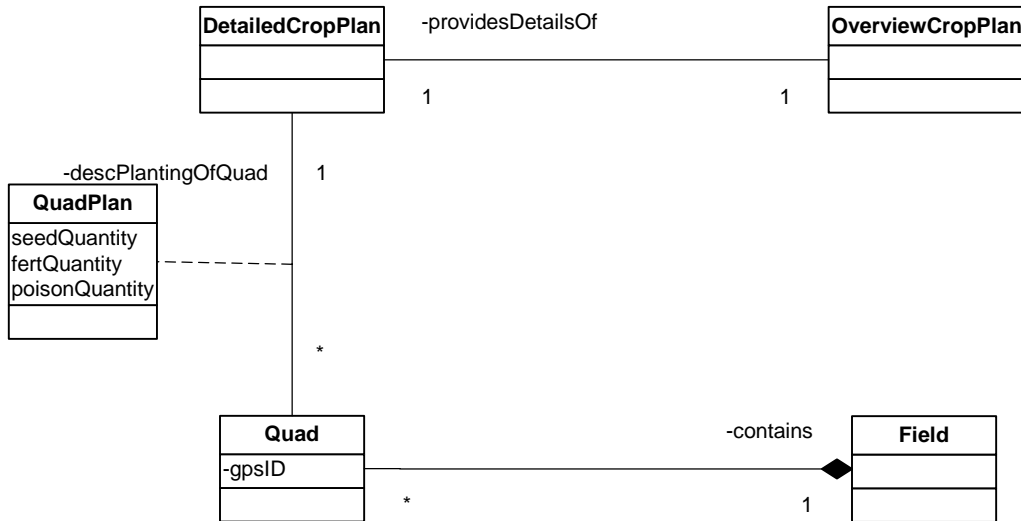 DetailedCropPlan
-providesDetailsOf
OverviewCropPlan
1
1
-descPlantingOfQuad
1
QuadPlan
seedQuantity
fertQuantity
poisonQuantity
*
Quad
-gpsID
-contains
Field
*
1